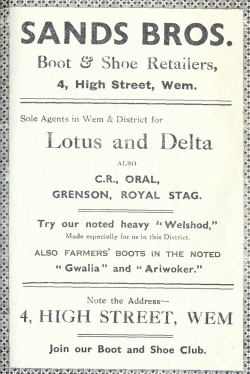 SANDS BROS.
Boot & Shoe Retailers,
4, High Street, Wem.
Sole Agents in Wem & District for
Lotus and Delta
ALSO
C.R., ORAL,
GRENSON, ROYAL STAG.
Try our noted heavy "Welshod,"
Made especially for us in this District.
ALSO FARMERS' BOOTS IN THE NOTED
"Gwalia" and "Ariwoker."
Note the Address—
4, HIGH STREET, WEM
Join our Boot and Shoe Club.